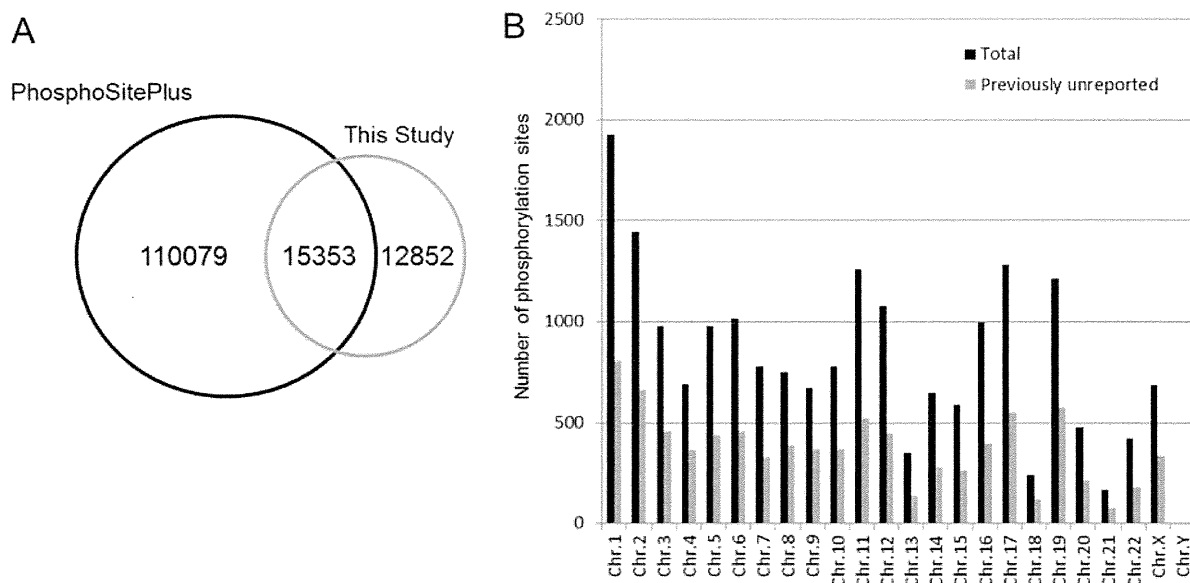 A
PhosphoSitePlus
This Study
110079
15353
12852
B
Number of phosphorylation sites
2500
2000
1500
1000
500
0
Total
Previously unreported
Chr.1
Chr.2
Chr.3
Chr.4
Chr.5
Chr.6
Chr.7
Chr.8
Chr.9
Chr.10
Chr.11
Chr.12
Chr.13
Chr.14
Chr.15
Chr.16
Chr.17
Chr.18
Chr.19
Chr.20
Chr.21
Chr.22
Chr.X
Chr.Y